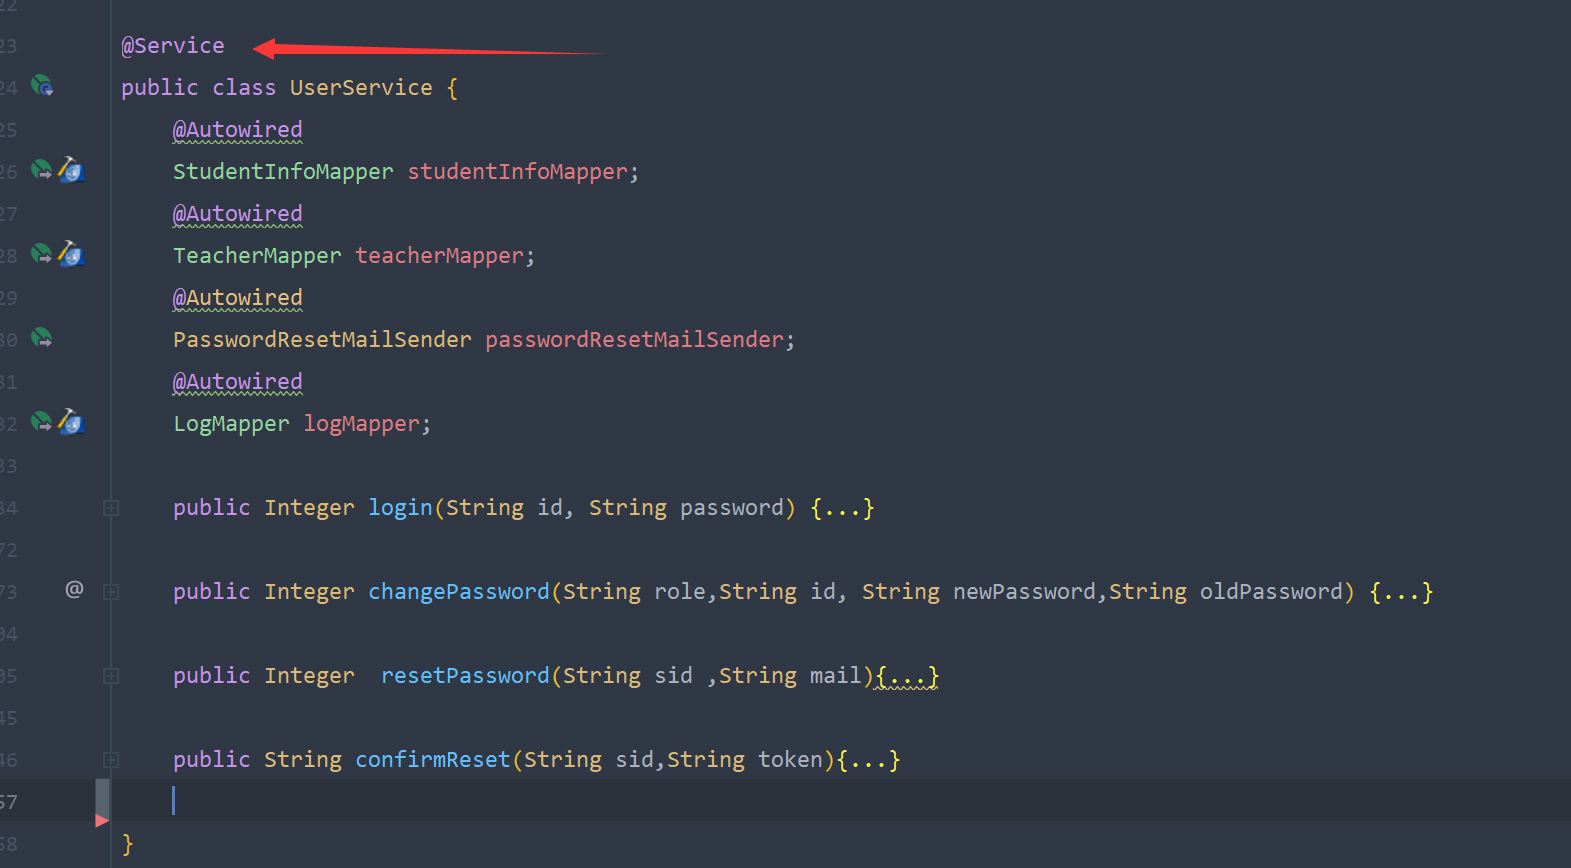 22
23 @Service
24 public class UserService {
25 @Autowired
26 StudentInfoMapper studentInfoMapper;
27 @Autowired
28 TeacherMapper teacherMapper;
29 @Autowired
30 PasswordResetMailSender passwordResetMailSender;
31 @Autowired
32 LogMapper logMapper;
33
34 public Integer login(String id, String password) {...}
72
73 @ public Integer changePassword(String role,String id, String newPassword,String oldPassword) {...}
04
05 public Integer  resetPassword(String sid ,String mail){...}
45
46 public String confirmReset(String sid,String token){...}
57
58 }